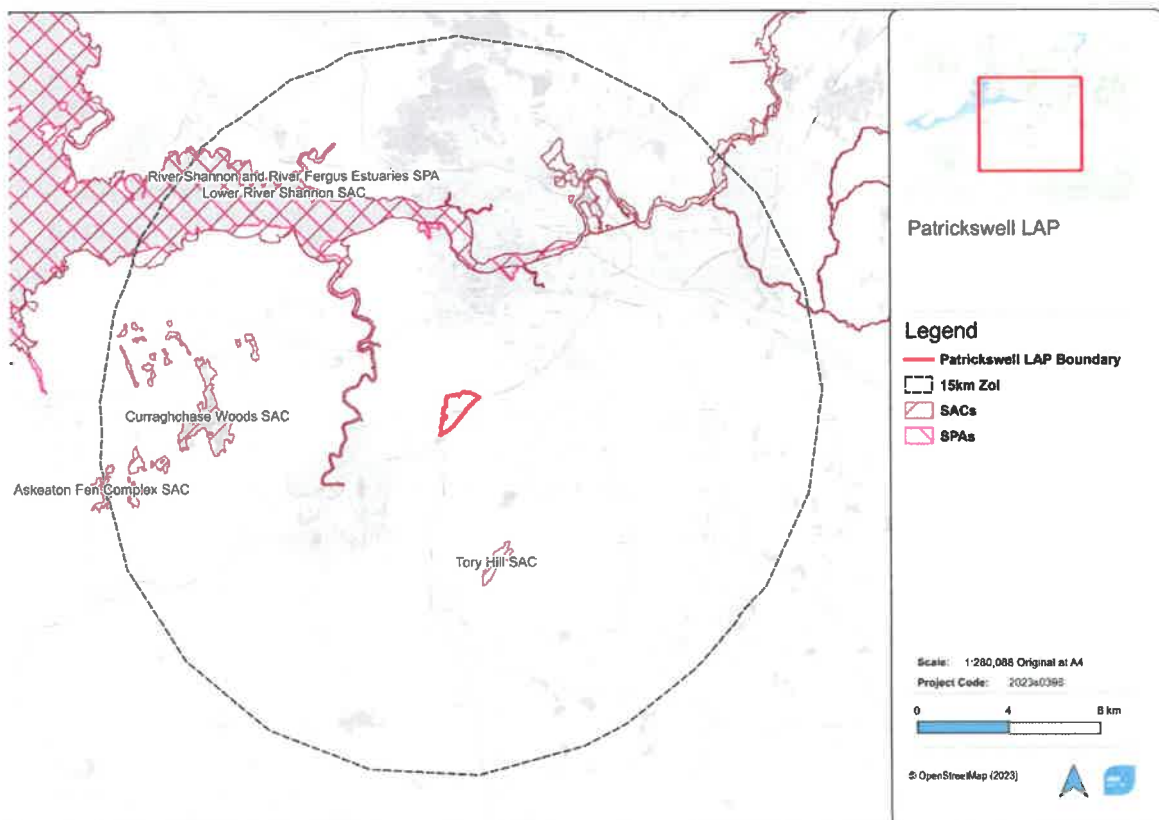 River Shannon and River Fergus Estuaries SPA
Lower River Shannon SAC
Curraghchase Woods SAC
Askeaton Fen Complex SAC
Tory Hill SAC
Patrickswell LAP
Legend
Patrickswell LAP Boundary
15km ZoI
SACs
SPAs
Scale: 1:280,088 Original at A4
Project Code: 2023s0398
0 4 8 km
© OpenStreetMap (2023)